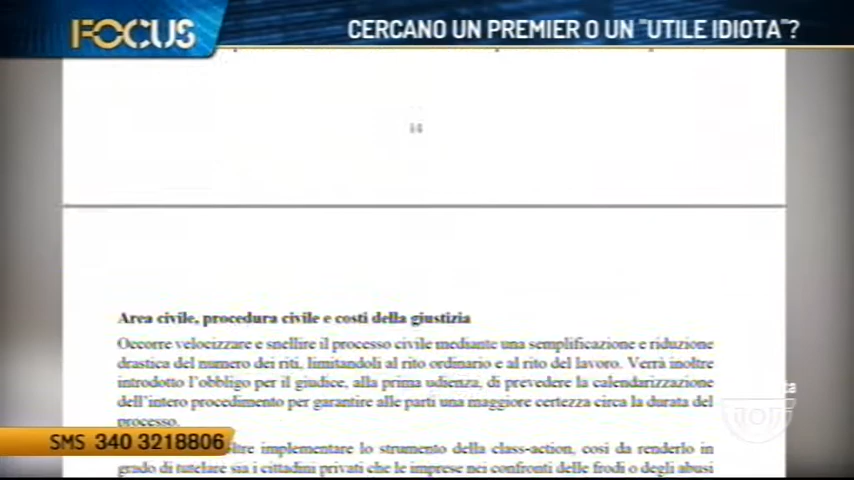 FOCUS
CERCANO UN PREMIER O UN "UTILE IDIOTA"?
Area civile, procedura civile e costi della giustizia
Occorre velocizzare e snellire il processo civile mediante una semplificazione e riduzione
drastica del numero dei riti, limitandoli al rito ordinario e al rito del lavoro. Verrà inoltre
introdotto l'obbligo per il giudice, alla prima udienza, di prevedere la calendarizzazione
dell'intero procedimento per garantire alle parti una maggiore certezza circa la durata del
processo.
implementare lo strumento della class-action, così da renderlo in
grado di tutelare sia i cittadini privati che le imprese nei confronti delle frodi o degli abusi
SMS 340 3218806